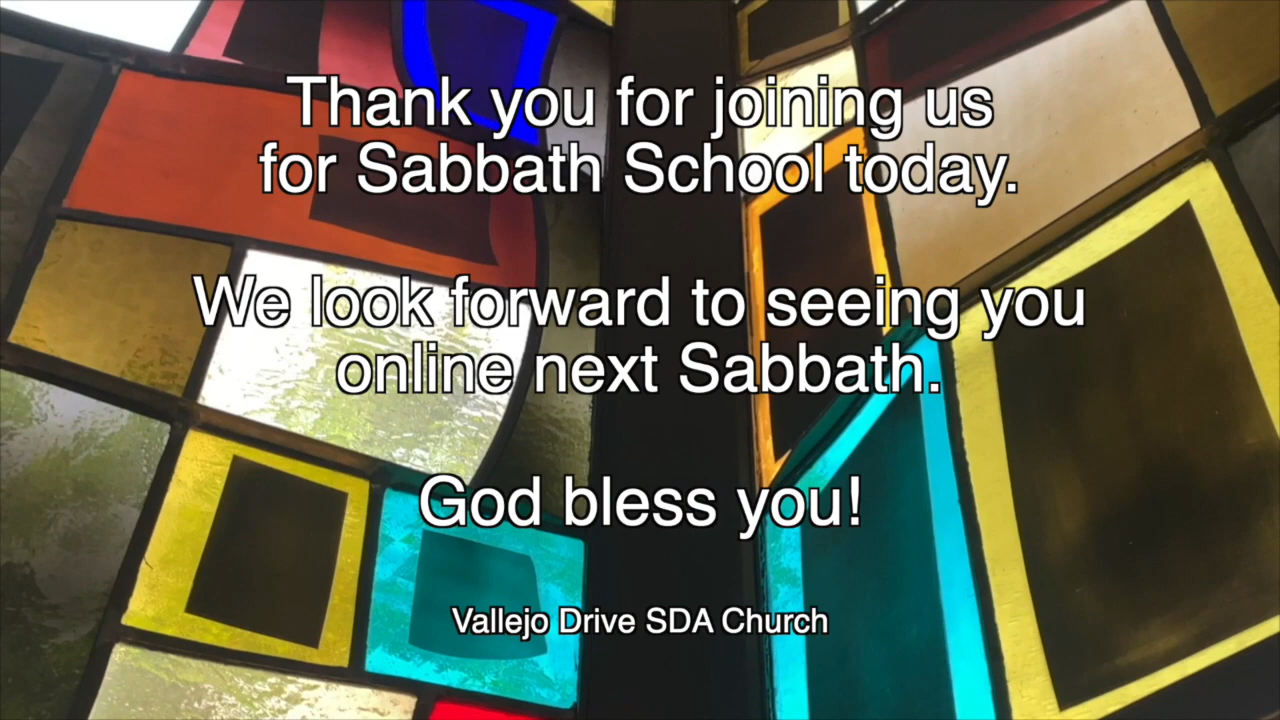 Thank you for joining us
for Sabbath School today.
We look forward to seeing you
online next Sabbath.
God bless you!
Vallejo Drive SDA Church